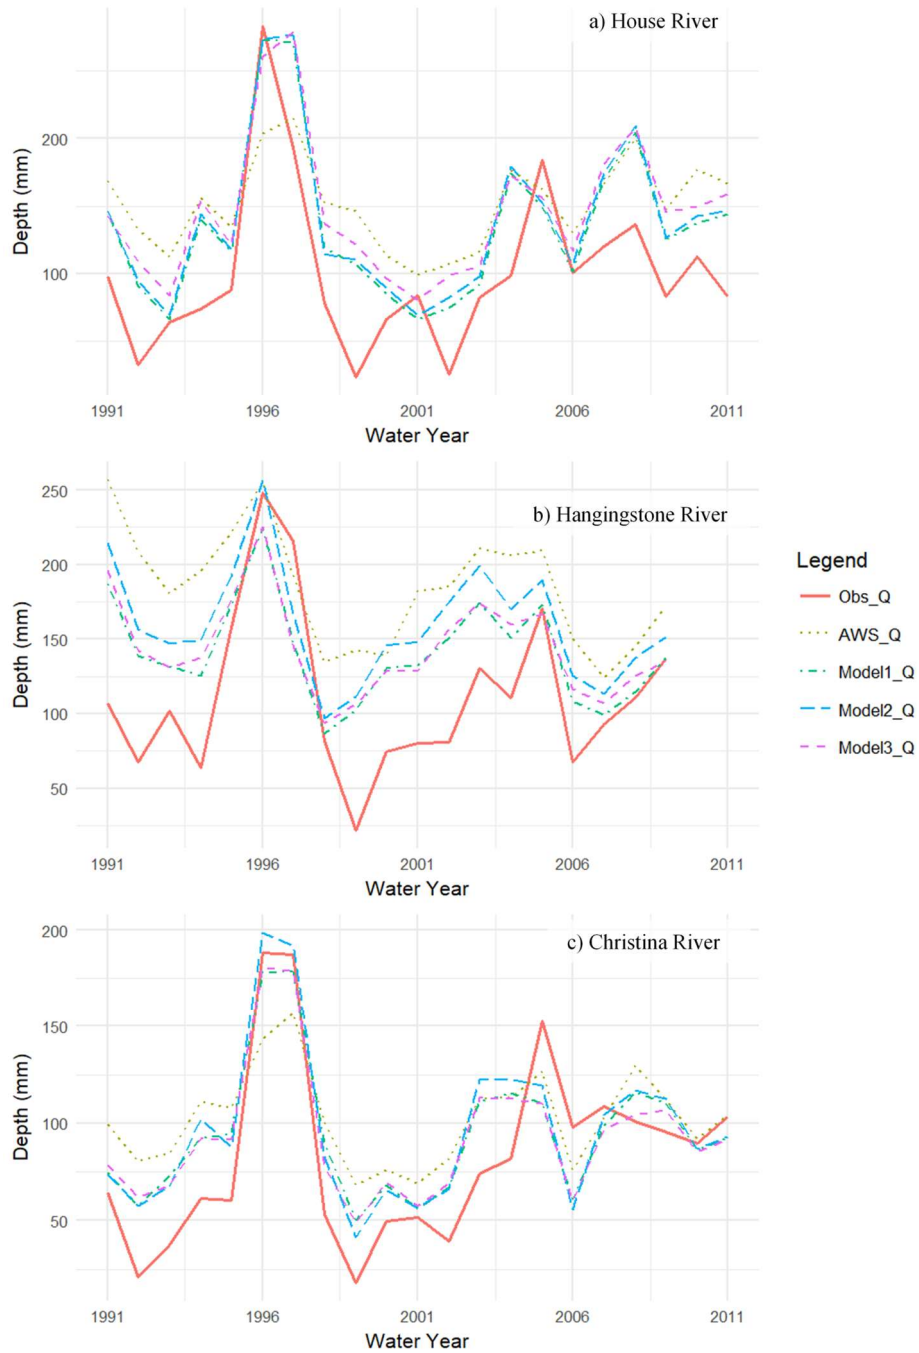 a) House River
200
100
Depth (mm)
1991
1996
2001
2006
2011
Water Year
b) Hangingstone River
250
200
150
100
50
Depth (mm)
1991
1996
2001
2006
2011
Water Year
Legend
Obs_Q
AWS_Q
Model1_Q
Model2_Q
Model3_Q
c) Christina River
200
150
100
50
Depth (mm)
1991
1996
2001
2006
2011
Water Year